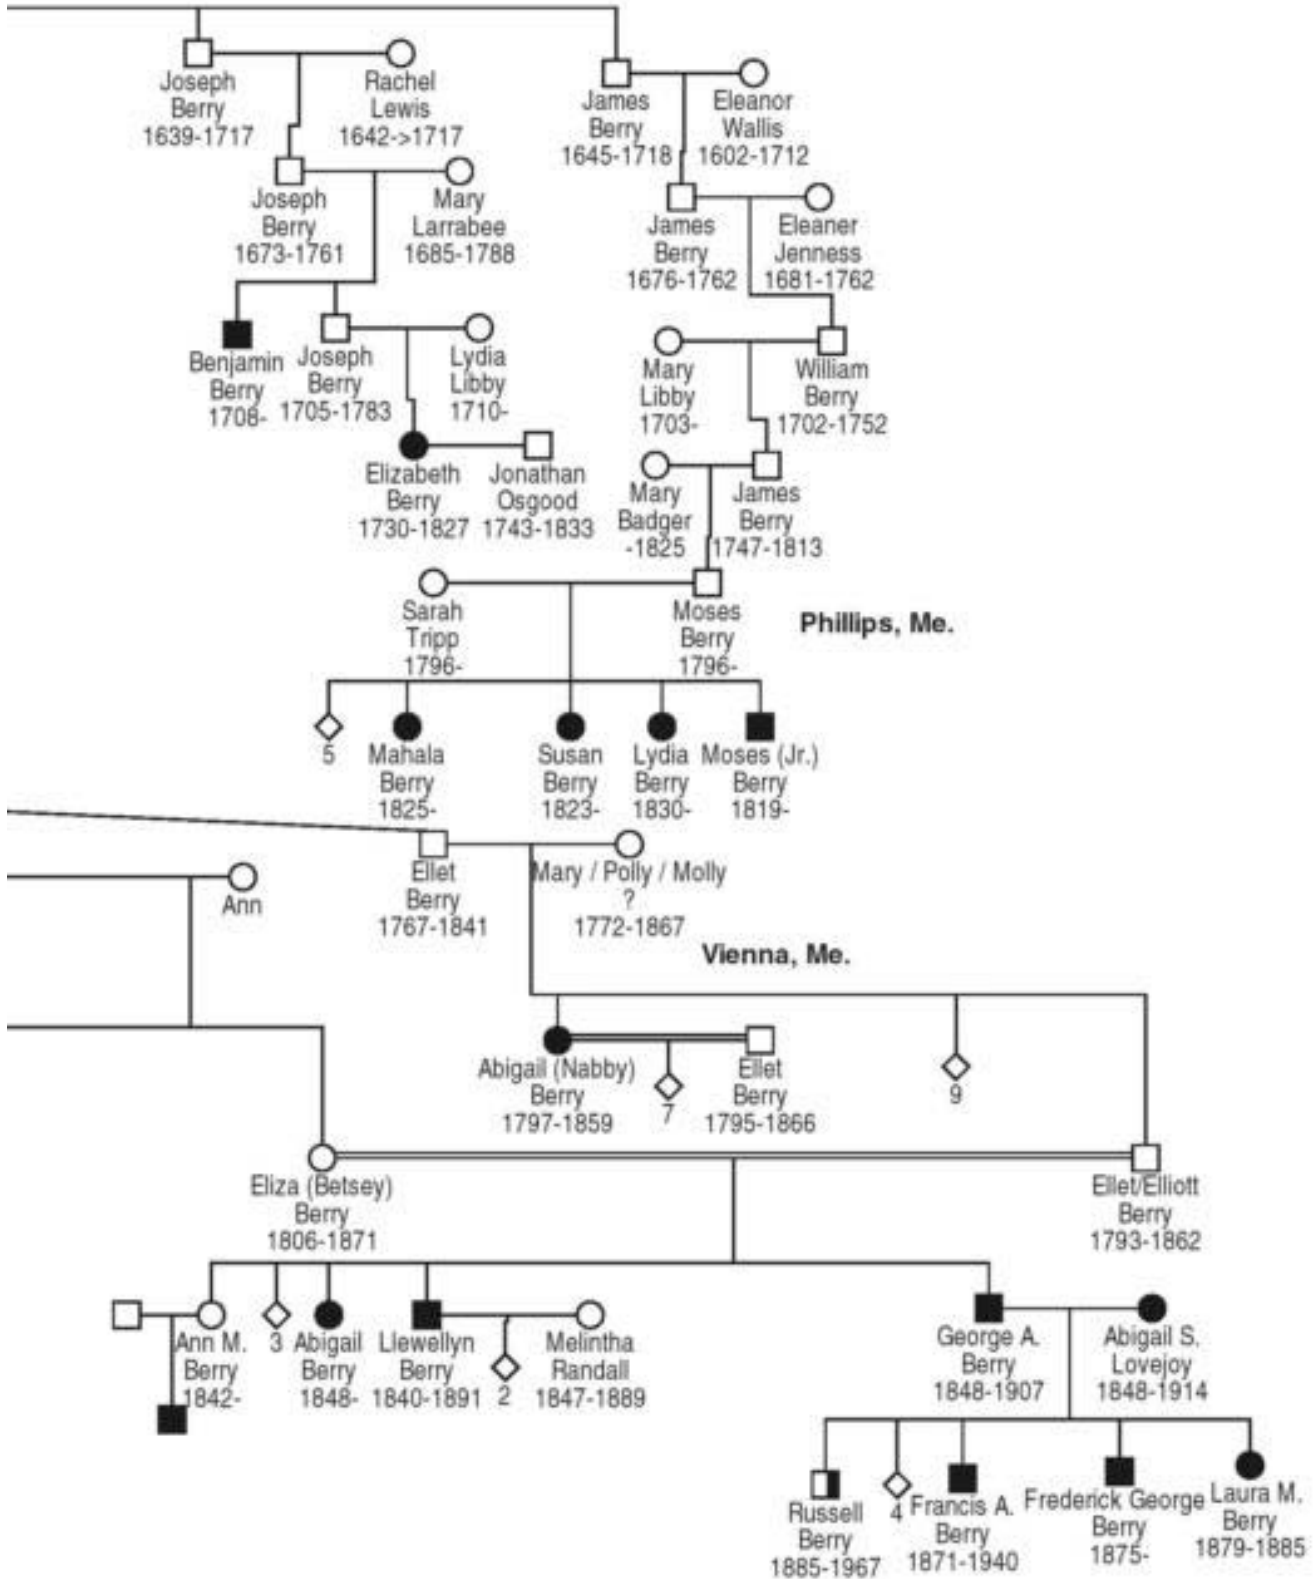 Joseph
Berry
1639-1717
Rachel
Lewis
1642->1717
James
Berry
1645-1718
Eleanor
Wallis
1602-1712
Joseph
Berry
1673-1761
Mary
Larrabee
1685-1788
James
Berry
1676-1762
Eleaner
Jenness
1681-1762
Benjamin
Berry
1708-
Joseph
Berry
1705-1783
Lydia
Libby
1710-
Mary
Libby
1703-
William
Berry
1702-1752
Elizabeth
Berry
1730-1827
Jonathan
Osgood
1743-1833
Mary
Badger
-1825
James
Berry
1747-1813
Sarah
Tripp
1796-
Moses
Berry
1796-
Phillips, Me.
5
Mahala
Berry
1825-
Susan
Berry
1823-
Lydia
Berry
1830-
Moses (Jr.)
Berry
1819-
Ann
Ellet
Berry
1767-1841
Mary / Polly / Molly
?
1772-1867
Vienna, Me.
Abigail (Nabby)
Berry
1797-1859
7
Ellet
Berry
1795-1866
9
Eliza (Betsey)
Berry
1806-1871
Ellet/Elliott
Berry
1793-1862
Ann M.
Berry
1842-
3
Abigail
Berry
1848-
Llewellyn
Berry
1840-1891
2
Melintha
Randall
1847-1889
George A.
Berry
1848-1907
Abigail S.
Lovejoy
1848-1914
Russell
Berry
1885-1967
4
Francis A.
Berry
1871-1940
Frederick George
Berry
1875-
Laura M.
Berry
1879-1885